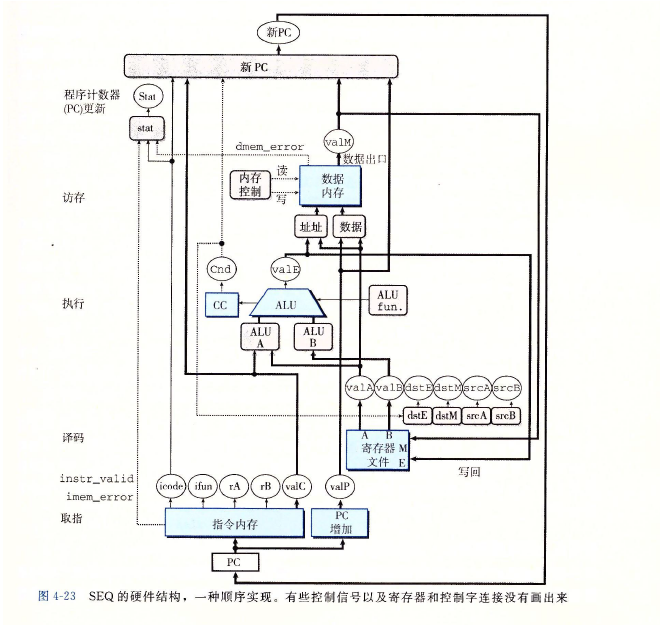 新PC
新 PC
程序计数器
(PC)更新
Stat
stat
dmem_error
valM
数据出口
内存
控制
读
写
数据
内存
访存
地址
数据
Cnd
valE
执行
CC
ALU
ALU
fun.
ALU
A
ALU
B
valA
valB
dstE
dstM
srcA
srcB
dstE
dstM
srcA
srcB
A
B
寄存器
文件
M
E
译码
写回
instr_valid
imem_error
icode
ifun
rA
rB
valC
valP
取指
指令内存
PC
增加
PC
图 4-23 SEQ 的硬件结构，一种顺序实现。有些控制信号以及寄存器和控制字连接没有画出来